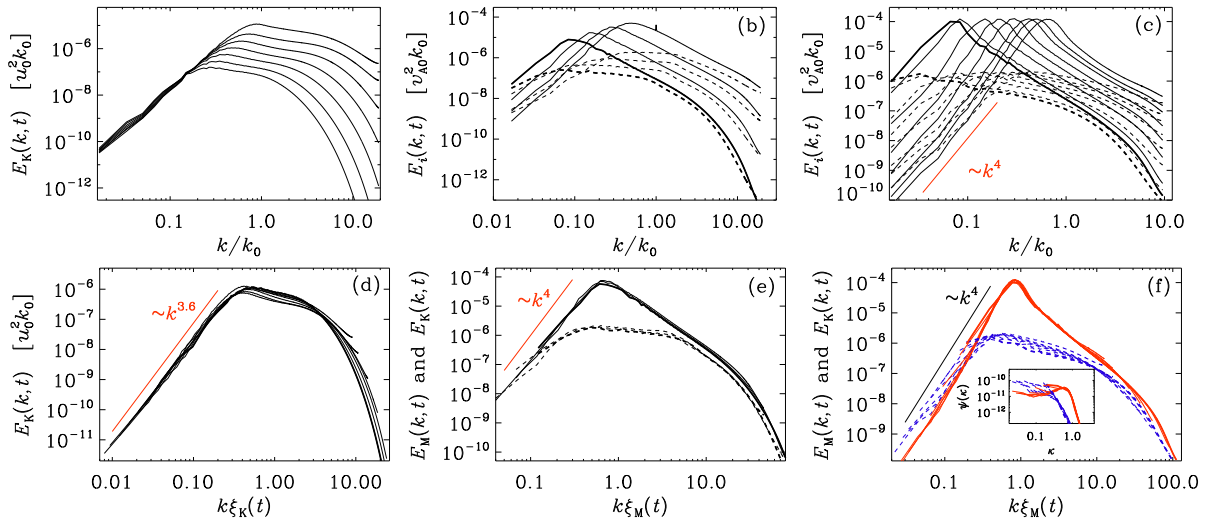 E_K(k,t) [u_0^2 k_0]
10^{-6}
10^{-8}
10^{-10}
10^{-12}
0.1 1.0 10.0
k/k_0
(b)
E_i(k,t) [v_{A0}^2 k_0]
10^{-4}
10^{-6}
10^{-8}
10^{-10}
10^{-12}
0.01 0.10 1.00 10.00
k/k_0
(c)
E_i(k,t) [v_{A0}^2 k_0]
10^{-4}
10^{-5}
10^{-6}
10^{-7}
10^{-8}
10^{-9}
10^{-10}
~k^4
0.1 1.0 10.0
k/k_0
(d)
E_K(k,t) [u_0^2 k_0]
10^{-6}
10^{-7}
10^{-8}
10^{-9}
10^{-10}
10^{-11}
~k^{3.6}
0.01 0.10 1.00 10.00
kξ_K(t)
(e)
E_M(k,t) and E_K(k,t)
10^{-4}
10^{-5}
10^{-6}
10^{-7}
10^{-8}
10^{-9}
10^{-10}
~k^4
0.1 1.0 10.0
kξ_M(t)
(f)
E_M(k,t) and E_K(k,t)
10^{-4}
10^{-5}
10^{-6}
10^{-7}
10^{-8}
10^{-9}
~k^4
ψ(κ)
10^{-10}
10^{-11}
10^{-12}
0.1 1.0
κ
0.1 1.0 10.0 100.0
kξ_M(t)